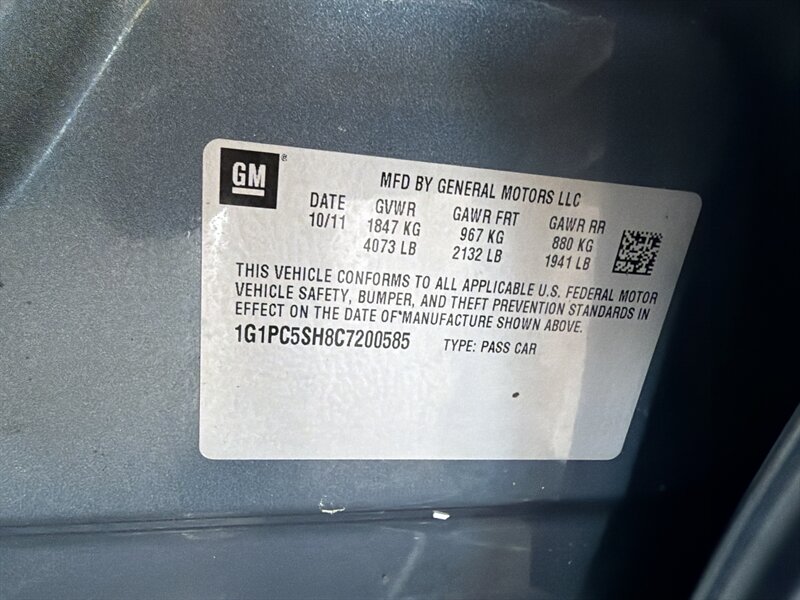 GM ®
MFD BY GENERAL MOTORS LLC
DATE GVWR GAWR FRT GAWR RR
10/11 1847 KG 967 KG 880 KG
4073 LB 2132 LB 1941 LB
THIS VEHICLE CONFORMS TO ALL APPLICABLE U.S. FEDERAL MOTOR
VEHICLE SAFETY, BUMPER, AND THEFT PREVENTION STANDARDS IN
EFFECT ON THE DATE OF MANUFACTURE SHOWN ABOVE.
1G1PC5SH8C7200585 TYPE: PASS CAR